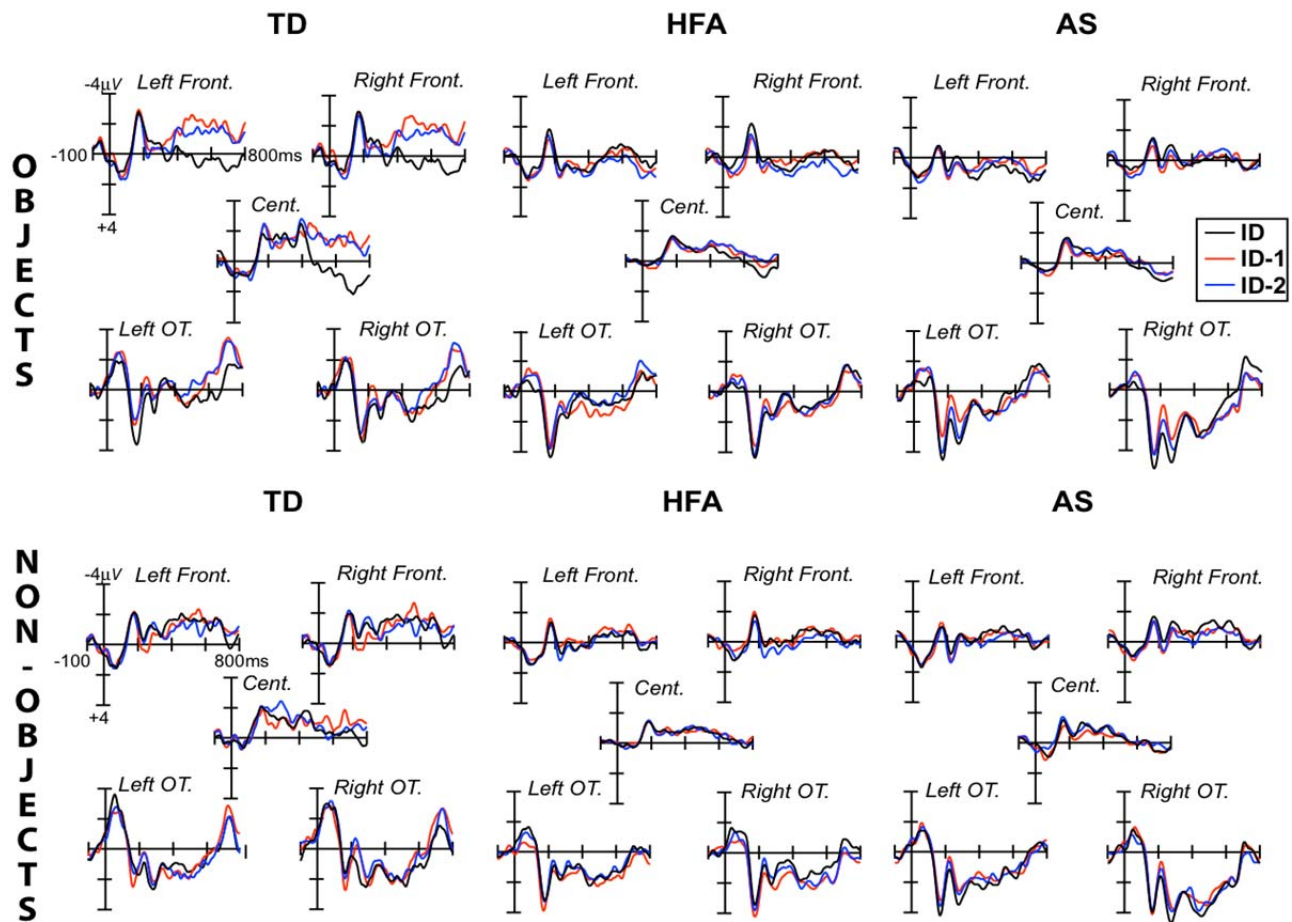 TD HFA AS
OBJECTS
-4µV Left Front. Right Front. Left Front. Right Front. Left Front. Right Front.
-100 800ms
+4
Cent. Cent. Cent.
ID
ID-1
ID-2
Left OT. Right OT. Left OT. Right OT. Left OT. Right OT.
TD HFA AS
NON-OBJECTS
-4µV Left Front. Right Front. Left Front. Right Front. Left Front. Right Front.
-100 800ms
+4
Cent. Cent. Cent.
Left OT. Right OT. Left OT. Right OT. Left OT. Right OT.